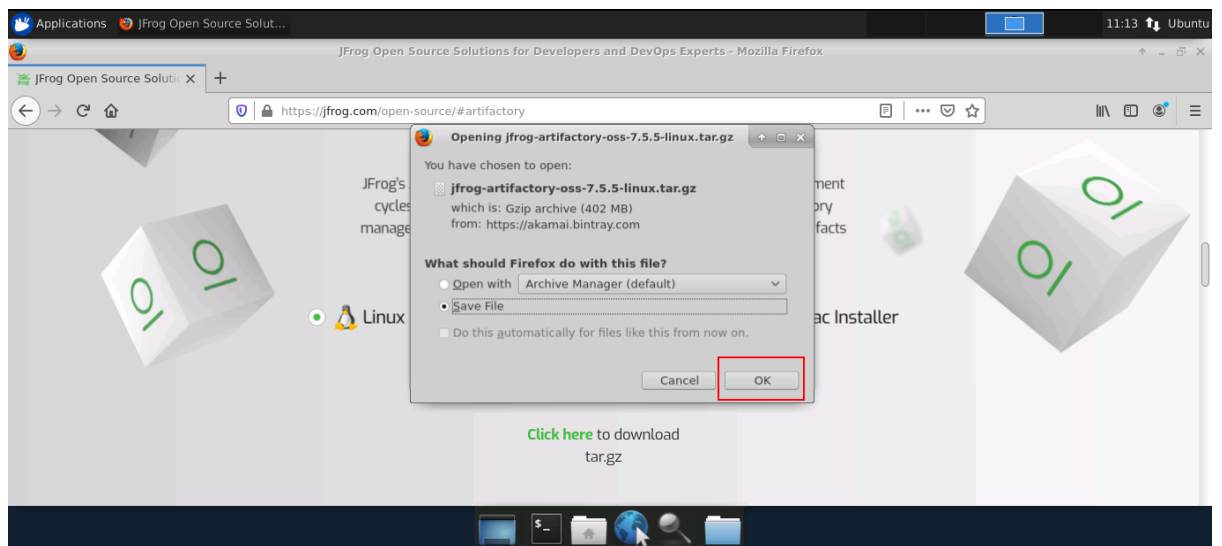 Applications JFrog Open Source Solut... 11:13 Ubuntu
JFrog Open Source Solutions for Developers and DevOps Experts - Mozilla Firefox
JFrog Open Source Solutio
https://jfrog.com/open-source/#artifactory
Opening jfrog-artifactory-oss-7.5.5-linux.tar.gz
You have chosen to open:
jfrog-artifactory-oss-7.5.5-linux.tar.gz
which is: Gzip archive (402 MB)
from: https://akamai.bintray.com
What should Firefox do with this file?
Open with Archive Manager (default)
Save File
Do this automatically for files like this from now on.
Cancel OK
JFrog's ment
cycles ory
manage facts
Linux ac Installer
Click here to download
tar.gz
$_